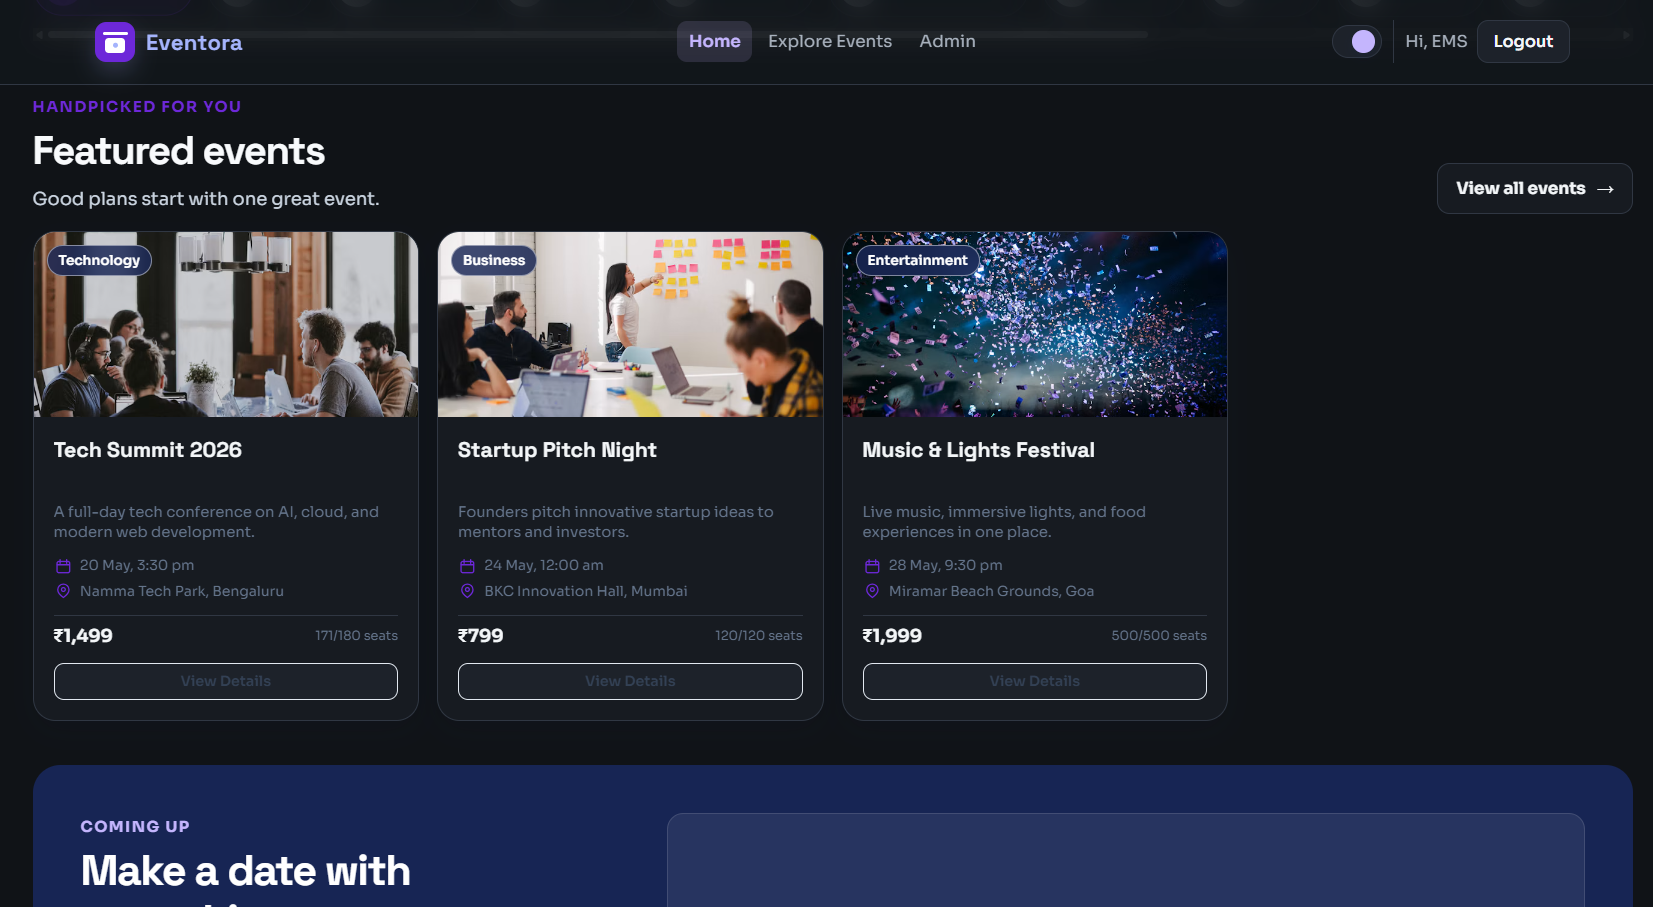 Eventora
Home Explore Events Admin
Hi, EMS Logout
HANDPICKED FOR YOU
Featured events
Good plans start with one great event.
View all events →
Technology
Tech Summit 2026
A full-day tech conference on AI, cloud, and
modern web development.
20 May, 3:30 pm
Namma Tech Park, Bengaluru
₹1,499 171/180 seats
View Details
Business
Startup Pitch Night
Founders pitch innovative startup ideas to
mentors and investors.
24 May, 12:00 am
BKC Innovation Hall, Mumbai
₹799 120/120 seats
View Details
Entertainment
Music & Lights Festival
Live music, immersive lights, and food
experiences in one place.
28 May, 9:30 pm
Miramar Beach Grounds, Goa
₹1,999 500/500 seats
View Details
COMING UP
Make a date with